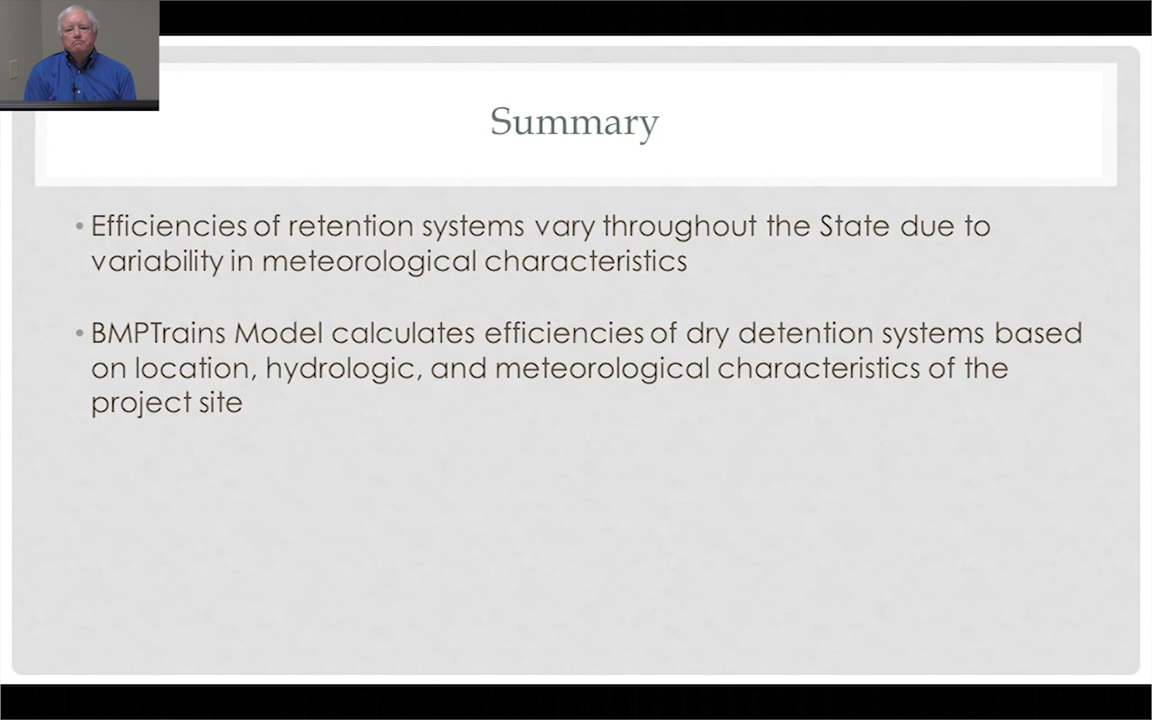 Summary
• Efficiencies of retention systems vary throughout the State due to
variability in meteorological characteristics
• BMPTrains Model calculates efficiencies of dry detention systems based
on location, hydrologic, and meteorological characteristics of the
project site